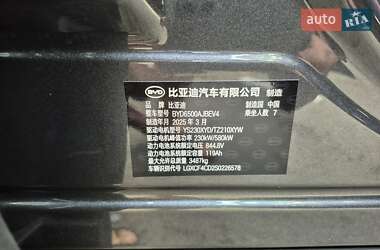 auto RIA
BYD 比亚迪汽车有限公司 制造
品 牌 比亚迪 制造国 中国
整车型号 BYD6500AJBEV4 乘坐人数 7
制造年月 2025 年 3 月
驱动电机型号 YS230XYD/TZ210XYW
驱动电机峰值功率 230kW/580kW
动力电池系统额定电压 844.8V
动力电池系统额定容量 119Ah
最大允许总质量 3487kg
车辆识别代号 LGXCF4CD2S0226578